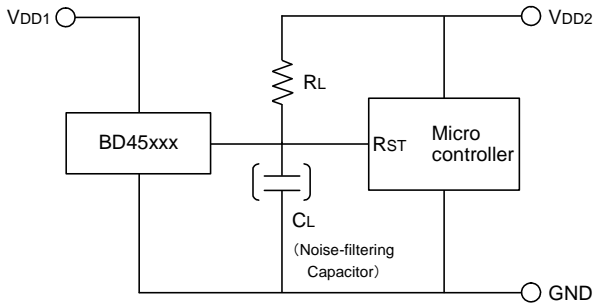 VDD1
VDD2
RL
BD45xxx
RST
Micro
controller
CL
（Noise-filtering
Capacitor）
GND